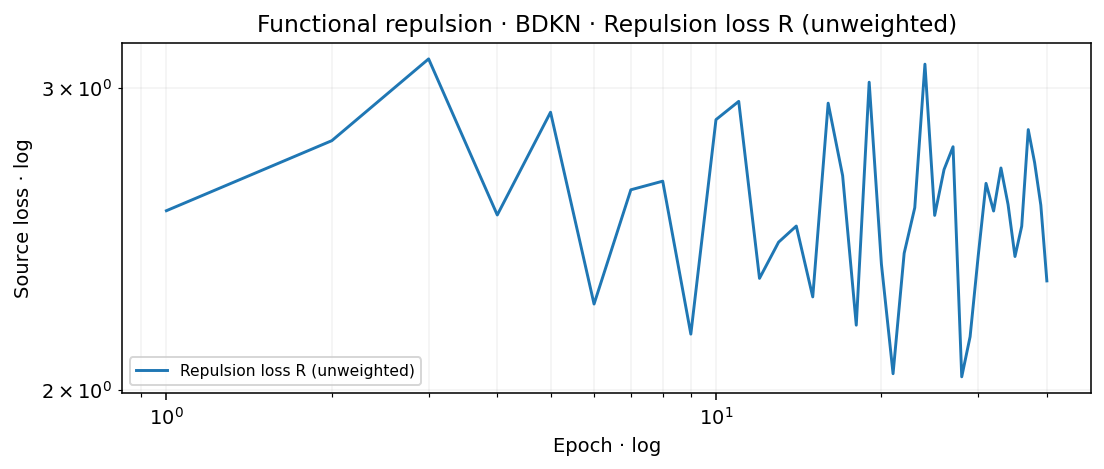 Functional repulsion · BDKN · Repulsion loss R (unweighted)
3 × 10⁰
Source loss · log
2 × 10⁰
Repulsion loss R (unweighted)
10⁰ 10¹
Epoch · log